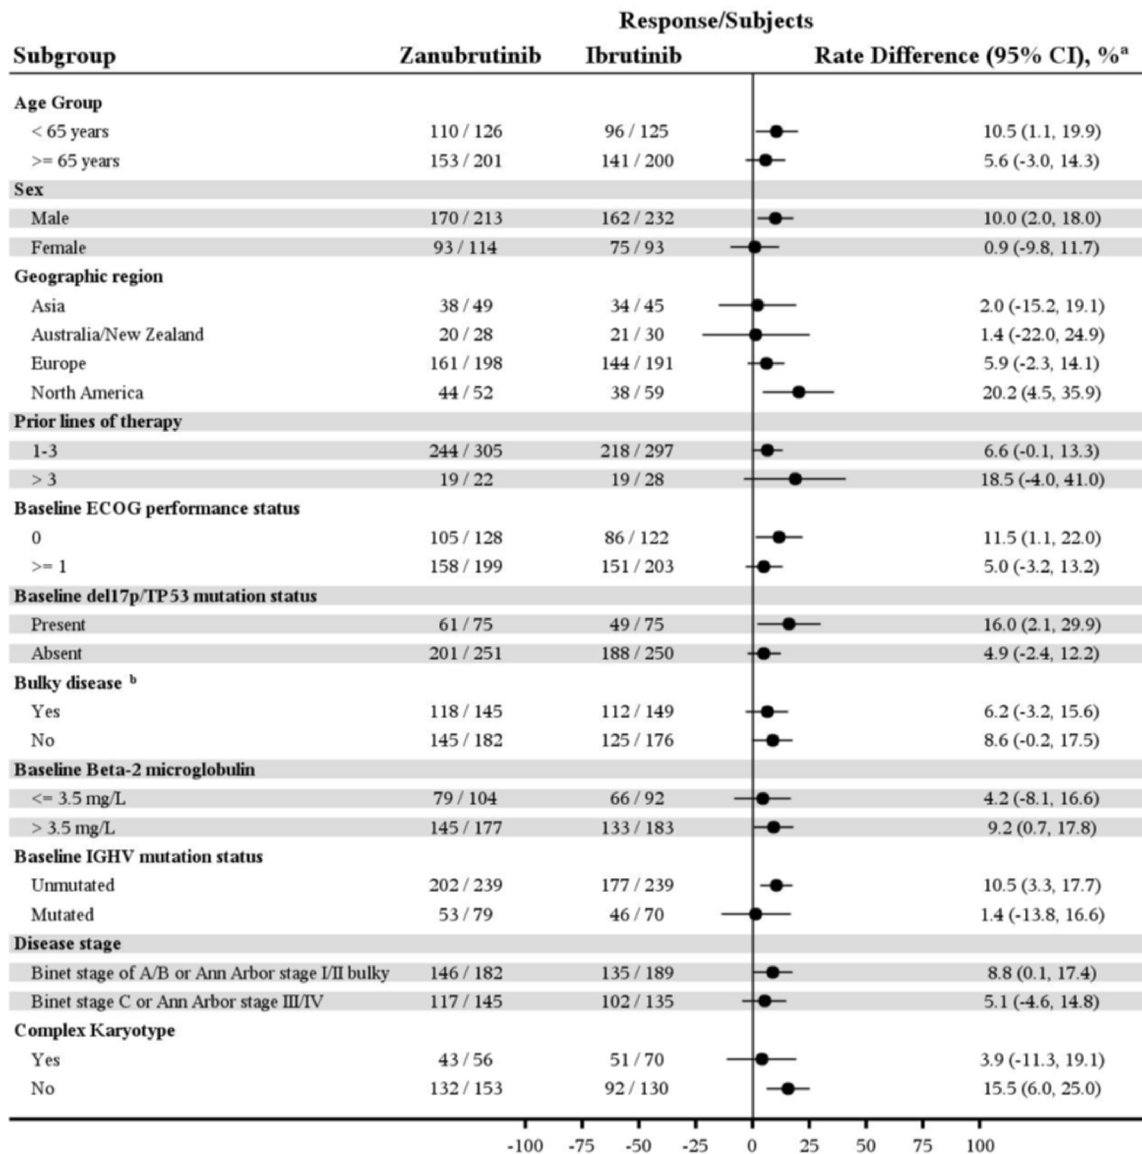 Response/Subjects
Subgroup Zanubrutinib Ibrutinib Rate Difference (95% CI), %ᵃ
Age Group
< 65 years 110 / 126 96 / 125 10.5 (1.1, 19.9)
>= 65 years 153 / 201 141 / 200 5.6 (-3.0, 14.3)
Sex
Male 170 / 213 162 / 232 10.0 (2.0, 18.0)
Female 93 / 114 75 / 93 0.9 (-9.8, 11.7)
Geographic region
Asia 38 / 49 34 / 45 2.0 (-15.2, 19.1)
Australia/New Zealand 20 / 28 21 / 30 1.4 (-22.0, 24.9)
Europe 161 / 198 144 / 191 5.9 (-2.3, 14.1)
North America 44 / 52 38 / 59 20.2 (4.5, 35.9)
Prior lines of therapy
1-3 244 / 305 218 / 297 6.6 (-0.1, 13.3)
> 3 19 / 22 19 / 28 18.5 (-4.0, 41.0)
Baseline ECOG performance status
0 105 / 128 86 / 122 11.5 (1.1, 22.0)
>= 1 158 / 199 151 / 203 5.0 (-3.2, 13.2)
Baseline del17p/TP53 mutation status
Present 61 / 75 49 / 75 16.0 (2.1, 29.9)
Absent 201 / 251 188 / 250 4.9 (-2.4, 12.2)
Bulky disease ᵇ
Yes 118 / 145 112 / 149 6.2 (-3.2, 15.6)
No 145 / 182 125 / 176 8.6 (-0.2, 17.5)
Baseline Beta-2 microglobulin
<= 3.5 mg/L 79 / 104 66 / 92 4.2 (-8.1, 16.6)
> 3.5 mg/L 145 / 177 133 / 183 9.2 (0.7, 17.8)
Baseline IGHV mutation status
Unmutated 202 / 239 177 / 239 10.5 (3.3, 17.7)
Mutated 53 / 79 46 / 70 1.4 (-13.8, 16.6)
Disease stage
Binet stage of A/B or Ann Arbor stage I/II bulky 146 / 182 135 / 189 8.8 (0.1, 17.4)
Binet stage C or Ann Arbor stage III/IV 117 / 145 102 / 135 5.1 (-4.6, 14.8)
Complex Karyotype
Yes 43 / 56 51 / 70 3.9 (-11.3, 19.1)
No 132 / 153 92 / 130 15.5 (6.0, 25.0)
-100 -75 -50 -25 0 25 50 75 100